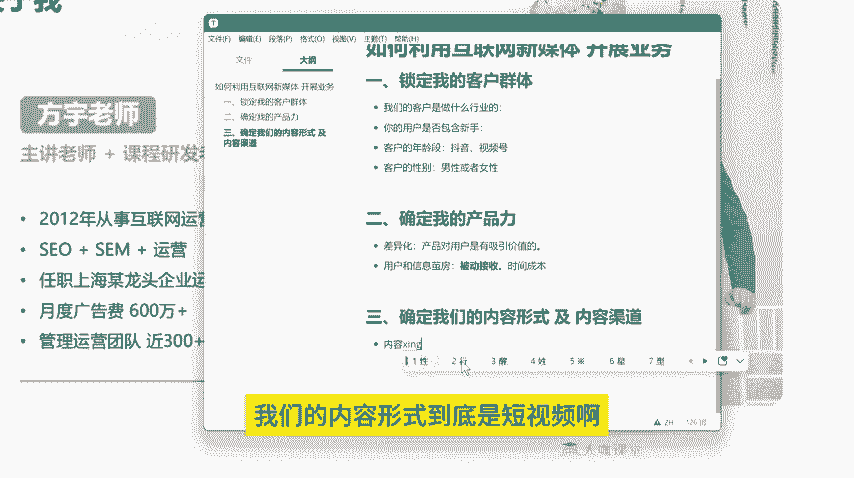 方宇老师
主讲老师 + 课程研发
• 2012年从事互联网运营
• SEO + SEM + 运营
• 任职上海某龙头企业运
• 月度广告费 600万+
• 管理运营团队 近300+
文件(F) 编辑(E) 段落(P) 格式(O) 视图(V) 主题(T) 帮助(H)
文件 大纲
如何利用互联网新媒体 开展业务
一、锁定我的客户群体
二、确定我的产品力
三、确定我们的内容形式 及
内容渠道
如何利用互联网新媒体 开展业务
一、锁定我的客户群体
• 我们的客户是做什么行业的:
• 你的用户是否包含新手:
• 客户的年龄段:抖音、视频号
• 客户的性别:男性或者女性
二、确定我的产品力
• 差异化:产品对用户是有吸引价值的。
• 用户和信息茧房:被动接收。时间成本
三、确定我们的内容形式 及 内容渠道
• 内容xing
1 性 2 行 3 醒 4 姓 5 ※ 6 星 7 型
ZH
我们的内容形式到底是短视频啊